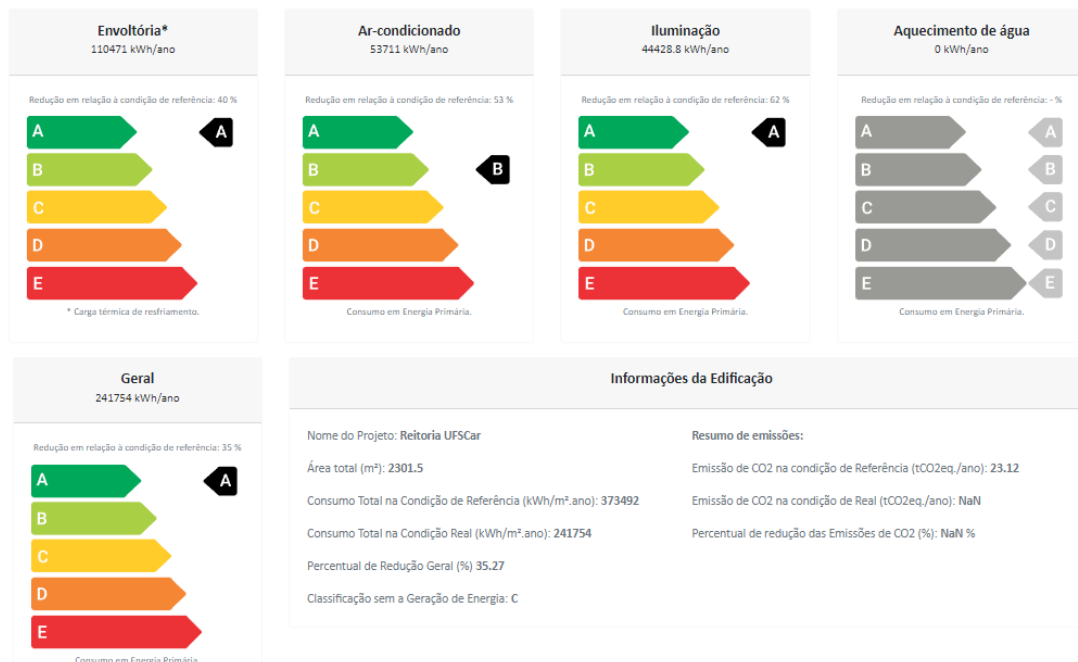 Envoltória*
110471 kWh/ano
Redução em relação à condição de referência: 40 %
A
A
B
C
D
E
* Carga térmica de resfriamento.
Ar-condicionado
53711 kWh/ano
Redução em relação à condição de referência: 53 %
A
B
B
C
D
E
Consumo em Energia Primária.
Iluminação
44428.8 kWh/ano
Redução em relação à condição de referência: 62 %
A
A
B
C
D
E
Consumo em Energia Primária.
Aquecimento de água
0 kWh/ano
Redução em relação à condição de referência: - %
A
A
B
B
C
C
D
D
E
E
Consumo em Energia Primária.
Geral
241754 kWh/ano
Redução em relação à condição de referência: 35 %
A
A
B
C
D
E
Consumo em Energia Primária
Informações da Edificação
Nome do Projeto: Reitoria UFSCar
Área total (m²): 2301.5
Consumo Total na Condição de Referência (kWh/m².ano): 373492
Consumo Total na Condição Real (kWh/m².ano): 241754
Percentual de Redução Geral (%) 35.27
Classificação sem a Geração de Energia: C
Resumo de emissões:
Emissão de CO2 na condição de Referência (tCO2eq./ano): 23.12
Emissão de CO2 na condição de Real (tCO2eq./ano): NaN
Percentual de redução das Emissões de CO2 (%): NaN %